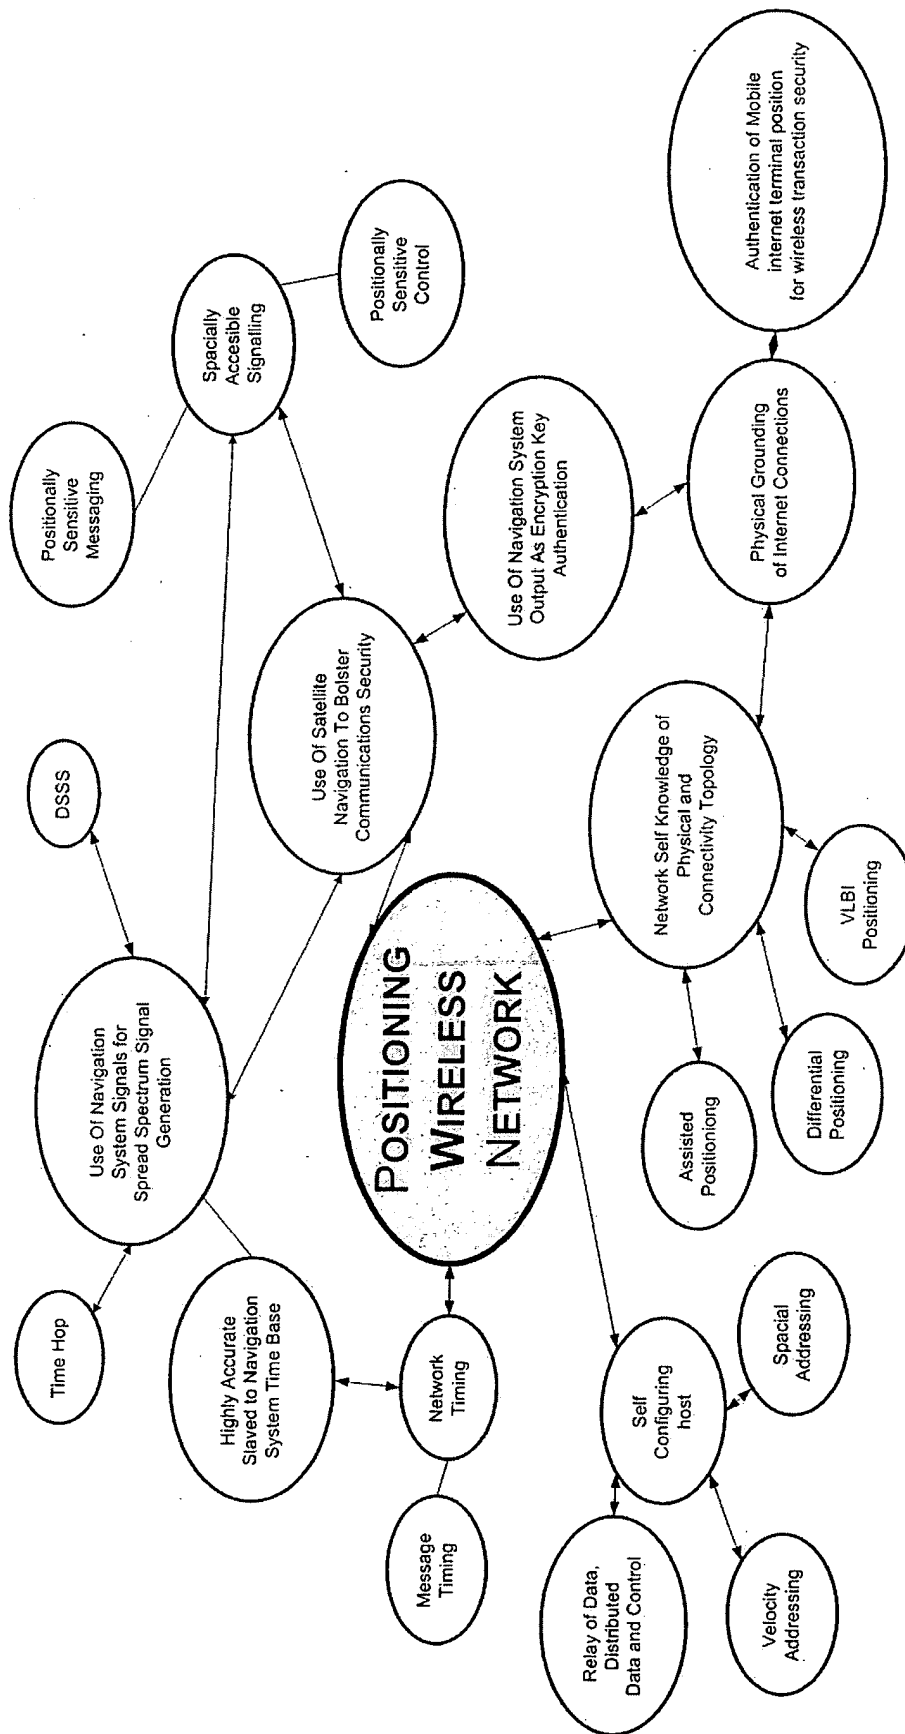 Time Hop
DSSS
Positionally
Sensitive
Messaging
Use Of Navigation
System Signals for
Spread Spectrum Signal
Generation
Spacially
Accesible
Signalling
Positionally
Sensitive
Control
Highly Accurate
Slaved to Navigation
System Time Base
Use Of Satellite
Navigation To Bolster
Communications Security
Message
Timing
Network
Timing
POSITIONING
WIRELESS
NETWORK
Use Of Navigation System
Output As Encryption Key
Authentication
Relay of Data,
Distributed
Data and Control
Self
Configuring
host
Network Self Knowledge of
Physical and
Connectivity Topology
Physical Grounding
of Internet Connections
Authentication of Mobile
internet terminal position
for wireless transaction security
Velocity
Addressing
Spacial
Addressing
Assisted
Positioniong
Differential
Positioning
VLBI
Positioning